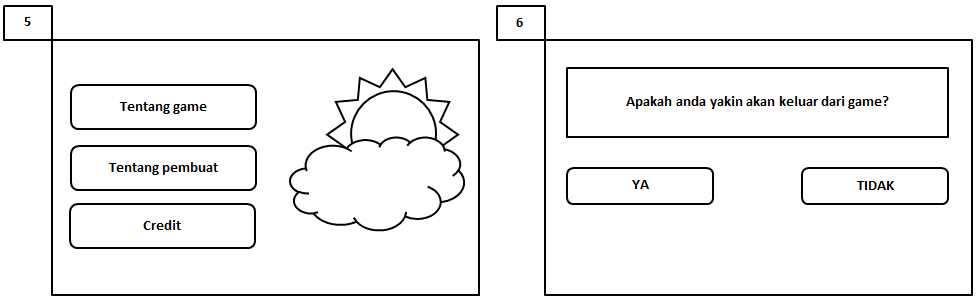 5
Tentang game
Tentang pembuat
Credit
6
Apakah anda yakin akan keluar dari game?
YA
TIDAK